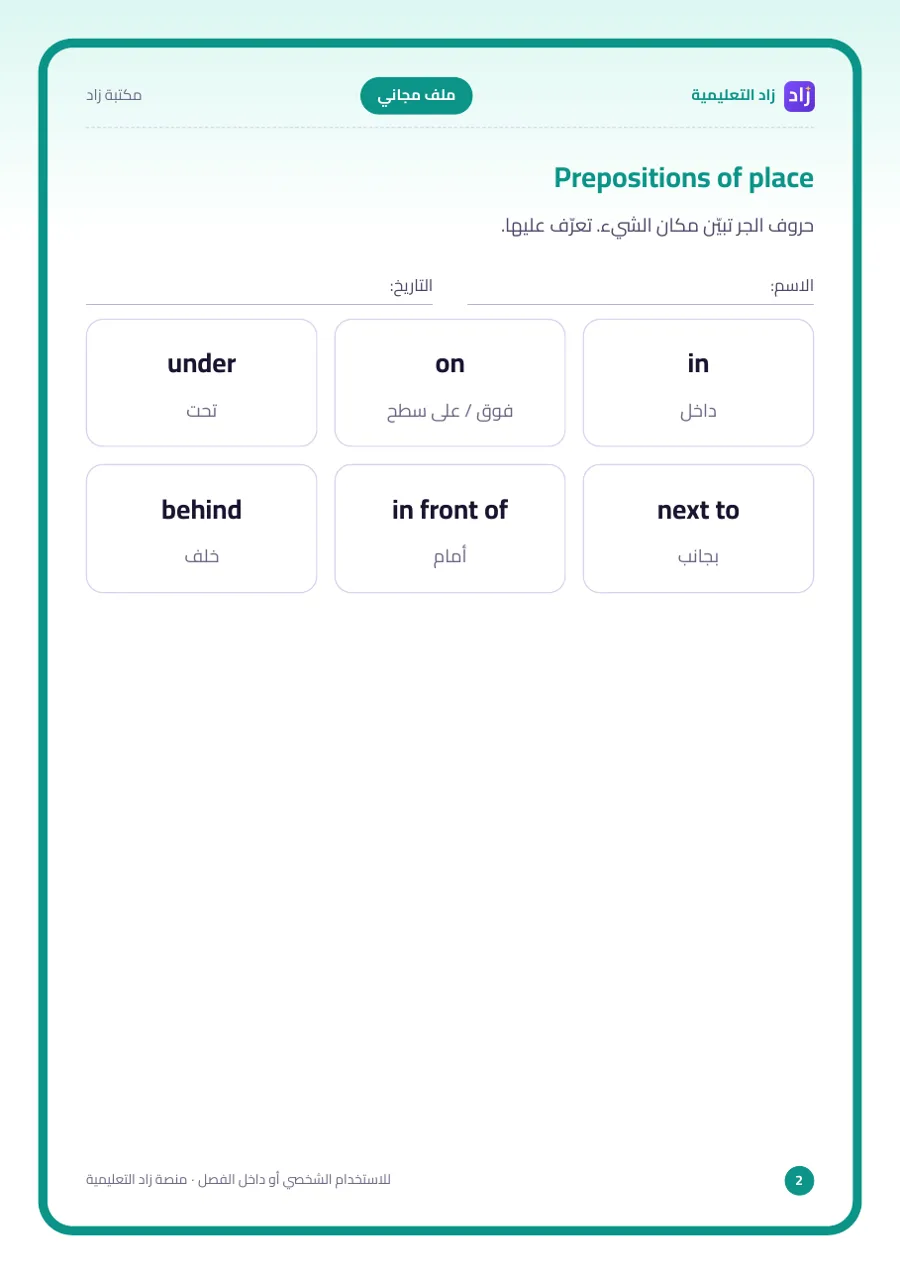 زاد
زاد التعليمية
ملف مجاني
مكتبة زاد
Prepositions of place
حروف الجر تبيّن مكان الشيء. تعرّف عليها.
الاسم:
التاريخ:
in
داخل
on
فوق / على سطح
under
تحت
next to
بجانب
in front of
أمام
behind
خلف
2
للاستخدام الشخصي أو داخل الفصل · منصة زاد التعليمية